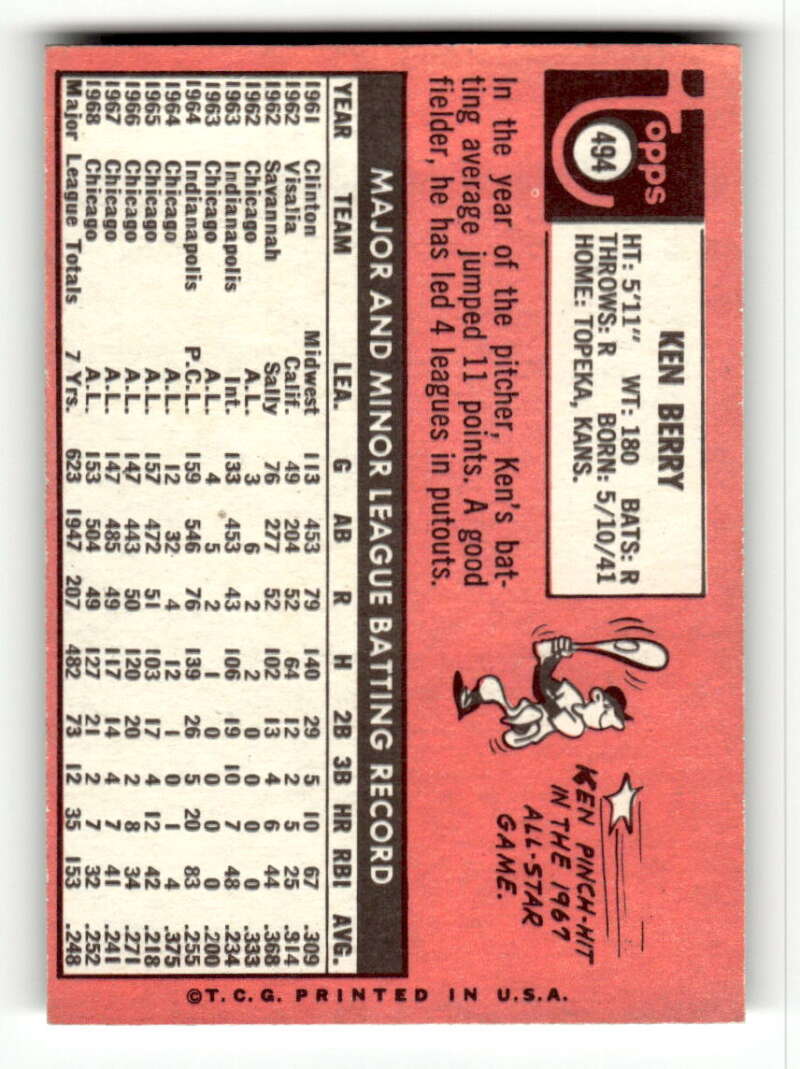 Topps
494
KEN BERRY
HT: 5'11" WT: 180 BATS: R
THROWS: R BORN: 5/10/41
HOME: TOPEKA, KANS.
In the year of the pitcher, Ken's bat-
ting average jumped 11 points. A good
fielder, he has led 4 leagues in putouts.
KEN PINCH-HIT
IN THE 1967
ALL-STAR
GAME.
MAJOR AND MINOR LEAGUE BATTING RECORD
YEAR TEAM LEA. G AB R H 2B 3B HR RBI AVG.
1961 Clinton Midwest 113 453 79 140 29 5 10 67 .309
1962 Visalia Calif. 49 204 52 64 12 2 5 25 .314
1962 Savannah Sally 76 277 52 102 13 4 6 44 .368
1962 Chicago A.L. 3 6 2 2 0 0 0 0 .333
1963 Indianapolis Int. 133 453 43 106 19 10 7 48 .234
1963 Chicago A.L. 4 5 2 1 0 0 0 0 .200
1964 Indianapolis P.C.L. 159 546 76 139 26 5 20 83 .255
1964 Chicago A.L. 12 32 4 12 1 0 1 4 .375
1965 Chicago A.L. 157 472 51 103 17 4 12 42 .218
1966 Chicago A.L. 147 443 50 120 20 2 8 34 .271
1967 Chicago A.L. 147 485 49 117 14 4 7 41 .241
1968 Chicago A.L. 153 504 49 127 21 2 7 32 .252
Major League Totals 7 Yrs. 623 1947 207 482 73 12 35 153 .248
©T.C.G. PRINTED IN U.S.A.